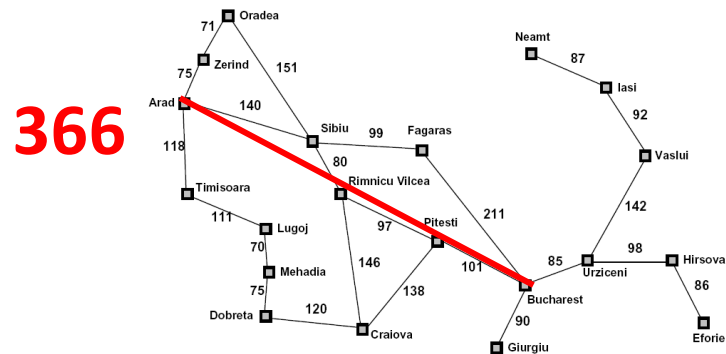 71
Oradea
Neamt
87
Zerind
75
151
Iasi
Arad
140
92
366
Sibiu
99
Fagaras
118
80
Vaslui
Timisoara
Rimnicu Vilcea
111
211
142
Lugoj
97
Pitesti
70
98
Hirsova
146
101
85
Mehadia
Urziceni
138
86
75
Bucharest
120
Dobreta
90
Craiova
Eforie
Giurgiu